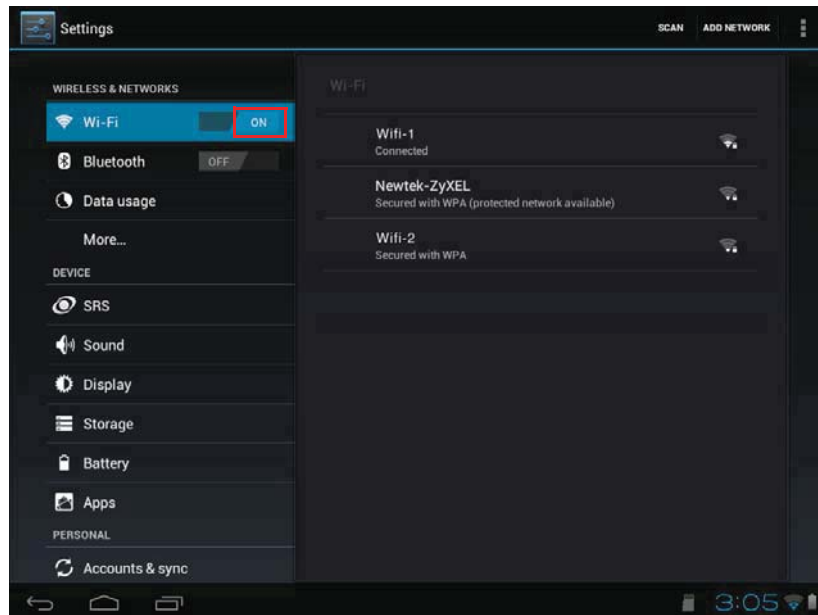 Settings
SCAN ADD NETWORK
WIRELESS & NETWORKS
Wi-Fi ON
Bluetooth OFF
Data usage
More...
DEVICE
SRS
Sound
Display
Storage
Battery
Apps
PERSONAL
Accounts & sync
Wi-Fi
Wifi-1
Connected
Newtek-ZyXEL
Secured with WPA (protected network available)
Wifi-2
Secured with WPA
3:05